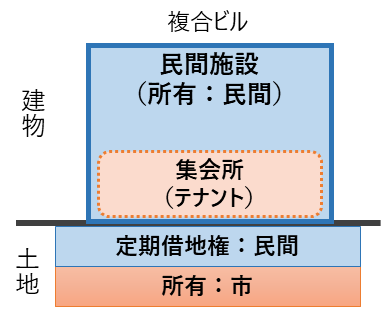 複合ビル
建物
民間施設
（所有：民間）
集会所
（テナント）
土地
定期借地権：民間
所有：市